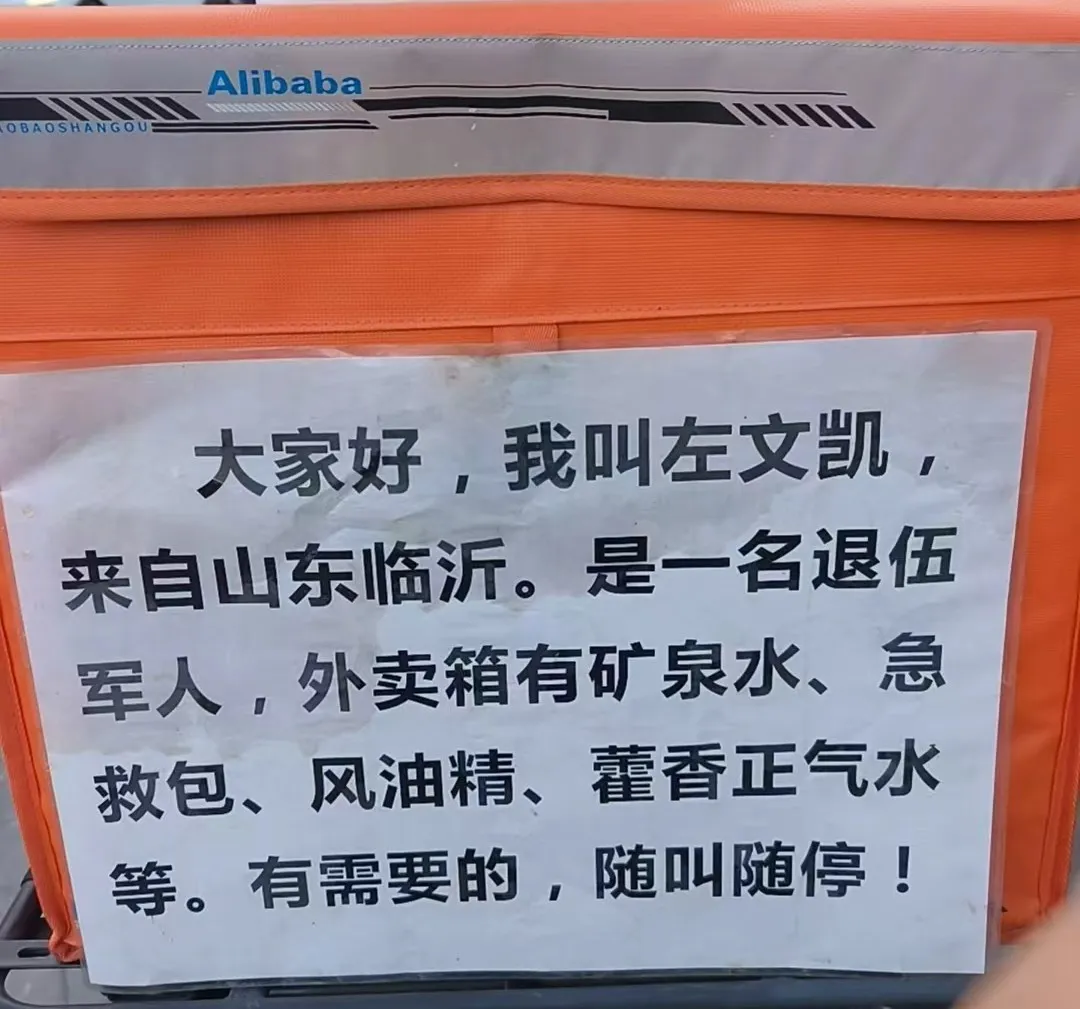 Alibaba
OBAOSHANGOU
大家好，我叫左文凯，
来自山东临沂。是一名退伍
军人，外卖箱有矿泉水、急
救包、风油精、藿香正气水
等。有需要的，随叫随停！